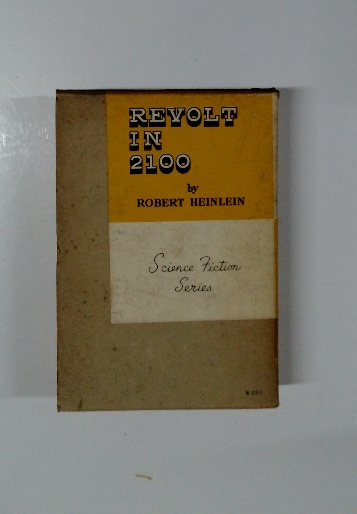 REVOLT
IN
2100
by
ROBERT HEINLEIN
Science Fiction
Series